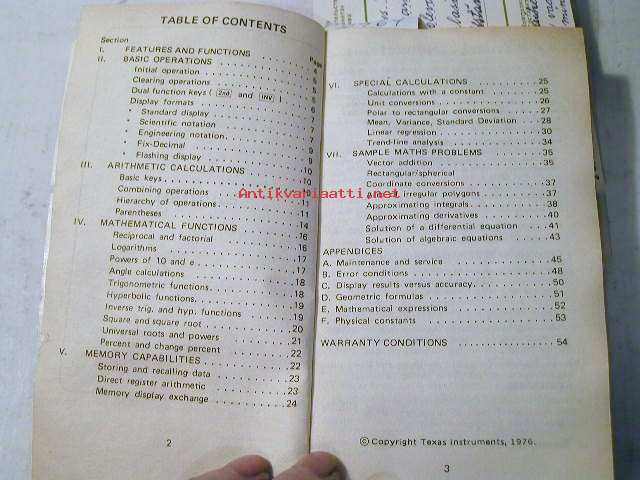 TABLE OF CONTENTS
Section
Page
I. FEATURES AND FUNCTIONS 4
II. BASIC OPERATIONS 5
Initial operation 5
Clearing operations 5
Dual function keys ( 2nd and INV ) 5
Display formats 6
• Standard display 6
• Scientific notation 7
• Engineering notation 7
• Fix-Decimal 9
• Flashing display 9
III. ARITHMETIC CALCULATIONS 10
Basic keys 10
Combining operations 10
Hierarchy of operations 11
Parentheses 11
IV. MATHEMATICAL FUNCTIONS 14
Reciprocal and factorial 16
Logarithms 16
Powers of 10 and e 17
Angle calculations 17
Trigonometric functions 18
Hyperbolic functions 18
Inverse trig. and hyp. functions 19
Square and square root 19
Universal roots and powers 20
Percent and change percent 21
V. MEMORY CAPABILITIES 22
Storing and recalling data 22
Direct register arithmetic 23
Memory display exchange 23
24
2
VI. SPECIAL CALCULATIONS 25
Calculations with a constant 25
Unit conversions 26
Polar to rectangular conversions 27
Mean, Variance, Standard Deviation 28
Linear regression 30
Trend-line analysis 34
VII. SAMPLE MATHS PROBLEMS 35
Vector addition 35
Rectangular/spherical
Coordinate conversions 37
Area of irregular polygons 37
Approximating integrals 38
Approximating derivatives 40
Solution of a differential equation 41
Solution of algebraic equations 43
APPENDICES
A. Maintenance and service 45
B. Error conditions 48
C. Display results versus accuracy 50
D. Geometric formulas 51
E. Mathematical expressions 52
F. Physical constants 53
WARRANTY CONDITIONS 54
© Copyright Texas Instruments, 1976.
3
Antikvariaatti.net